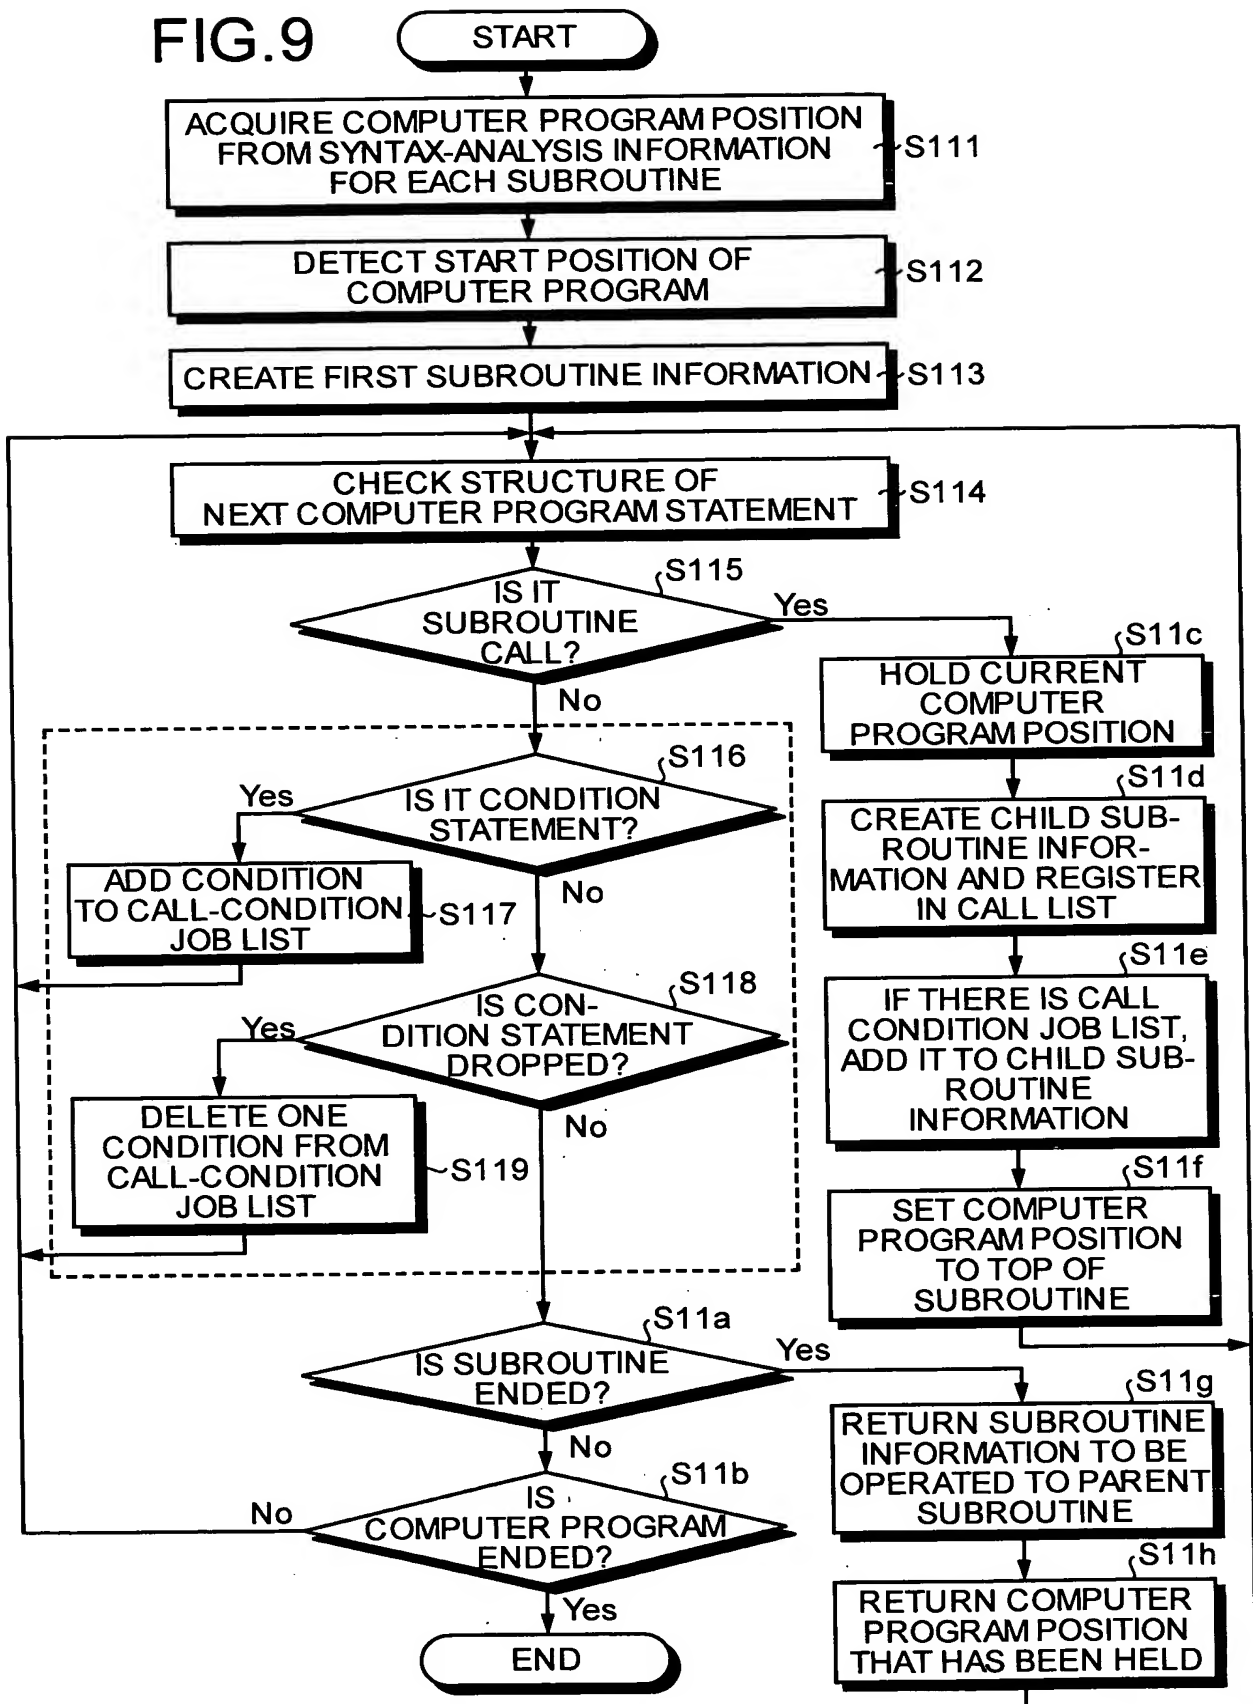 FIG.9
START
ACQUIRE COMPUTER PROGRAM POSITION
FROM SYNTAX-ANALYSIS INFORMATION
FOR EACH SUBROUTINE
S111
DETECT START POSITION OF
COMPUTER PROGRAM
S112
CREATE FIRST SUBROUTINE INFORMATION
S113
CHECK STRUCTURE OF
NEXT COMPUTER PROGRAM STATEMENT
S114
IS IT
SUBROUTINE
CALL?
S115
Yes
No
S11c
HOLD CURRENT
COMPUTER
PROGRAM POSITION
S116
IS IT CONDITION
STATEMENT?
Yes
No
S11d
CREATE CHILD SUB-
ROUTINE INFOR-
MATION AND REGISTER
IN CALL LIST
ADD CONDITION
TO CALL-CONDITION
JOB LIST
S117
S11e
IF THERE IS CALL
CONDITION JOB LIST,
ADD IT TO CHILD SUB-
ROUTINE
INFORMATION
S118
IS CON-
DITION STATEMENT
DROPPED?
Yes
No
DELETE ONE
CONDITION FROM
CALL-CONDITION
JOB LIST
S119
S11f
SET COMPUTER
PROGRAM POSITION
TO TOP OF
SUBROUTINE
S11a
IS SUBROUTINE
ENDED?
Yes
No
S11g
RETURN SUBROUTINE
INFORMATION TO BE
OPERATED TO PARENT
SUBROUTINE
S11b
IS
COMPUTER PROGRAM
ENDED?
No
Yes
S11h
RETURN COMPUTER
PROGRAM POSITION
THAT HAS BEEN HELD
END